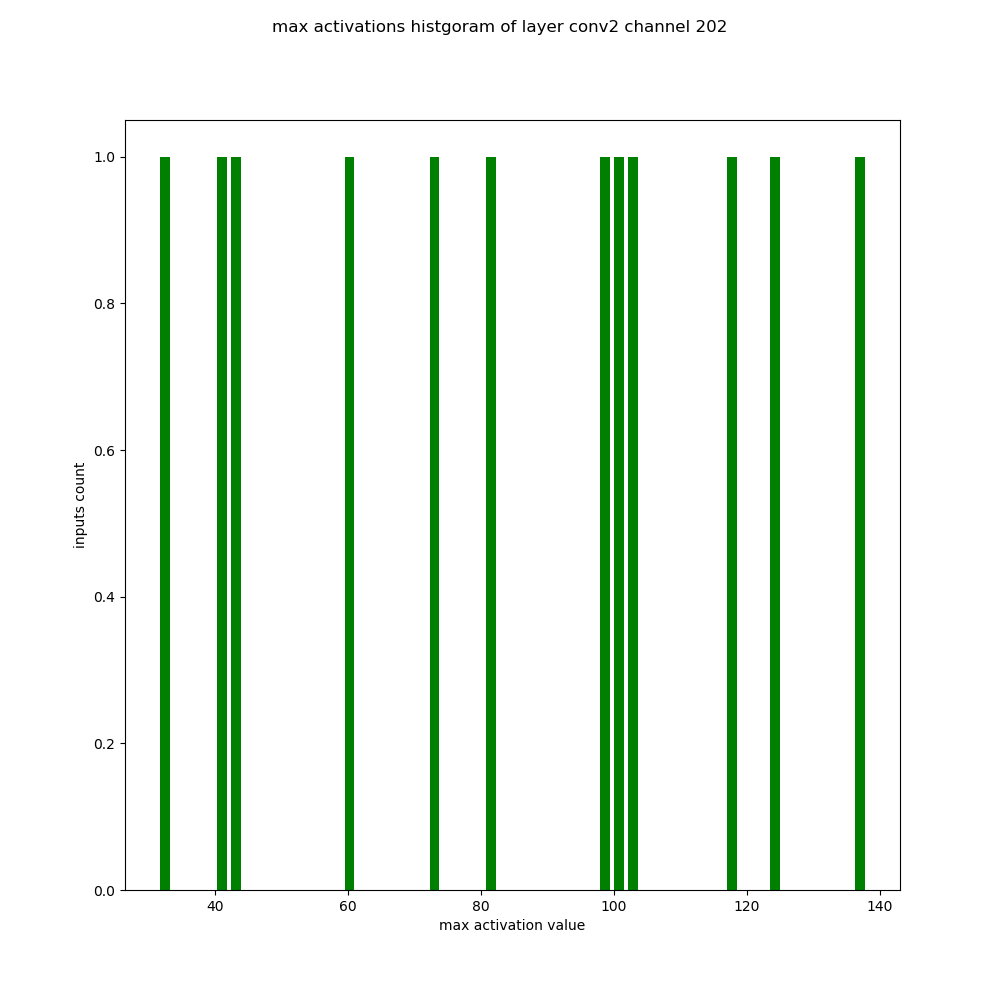 max activations histgoram of layer conv2 channel 202
1.0
0.8
0.6
0.4
0.2
0.0
inputs count
40 60 80 100 120 140
max activation value